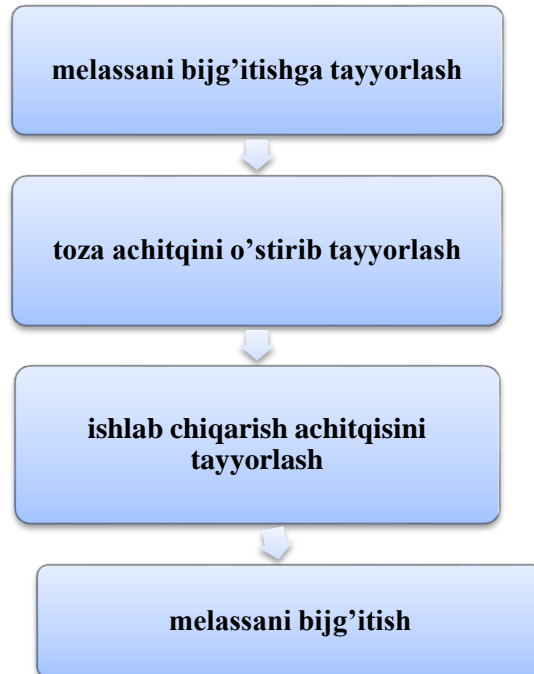 melassani bijg'itishga tayyorlash
toza achitqini o'stirib tayyorlash
ishlab chiqarish achitqisini
tayyorlash
melassani bijg’itish